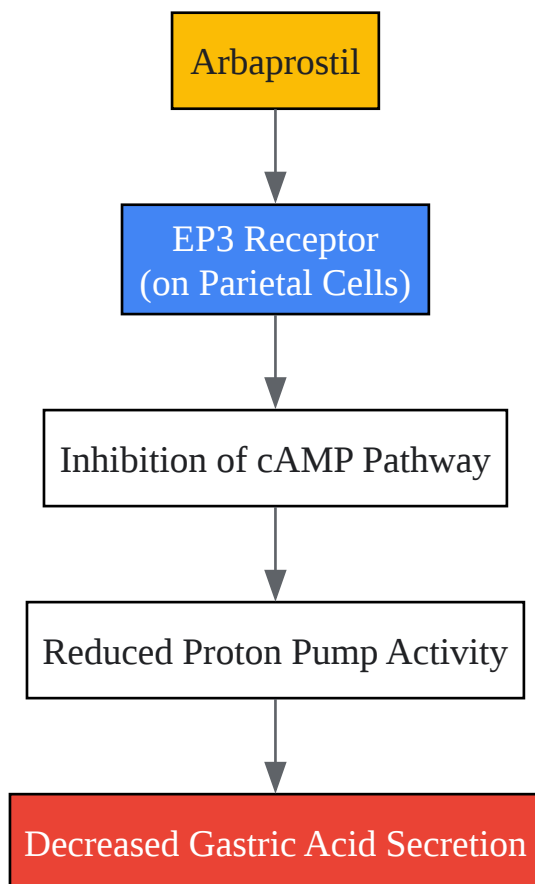 Arbaprostil
EP3 Receptor
(on Parietal Cells)
Inhibition of cAMP Pathway
Reduced Proton Pump Activity
Decreased Gastric Acid Secretion